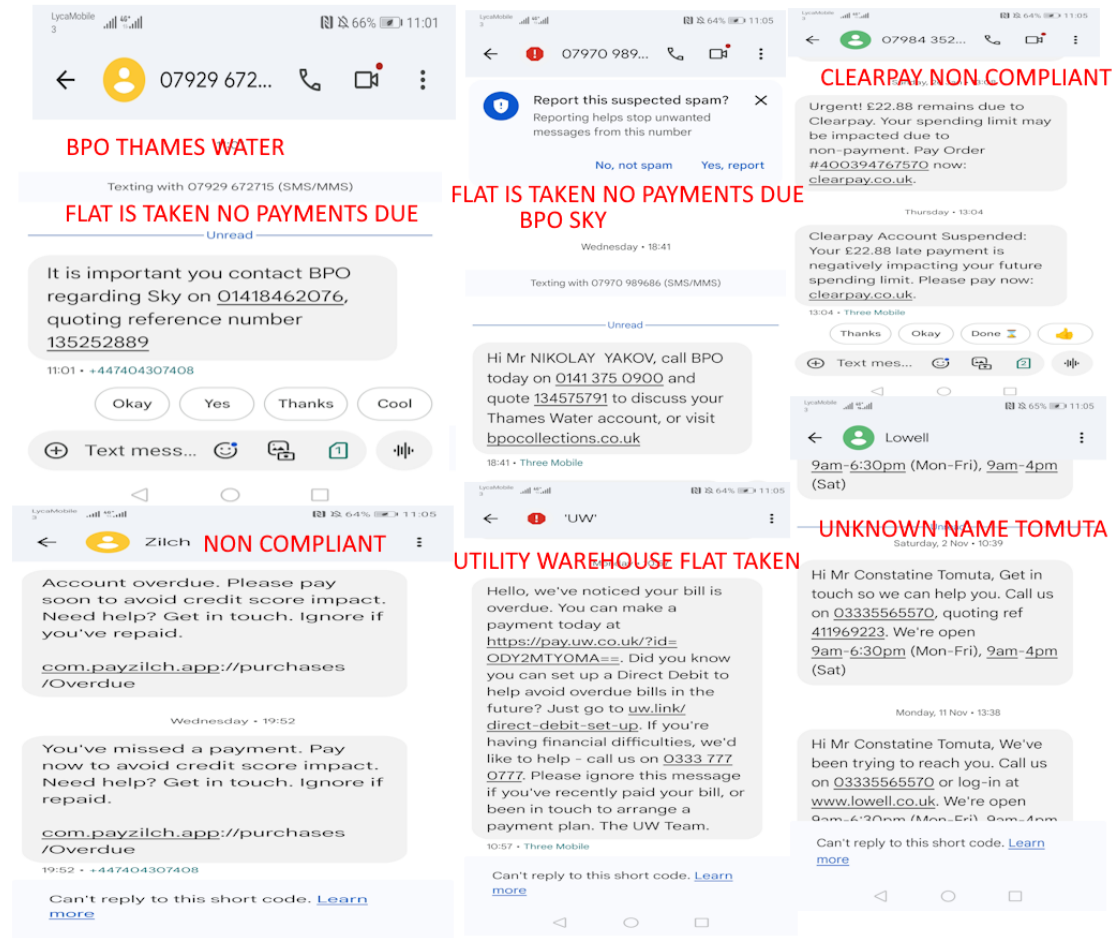 LycaMobile
3
66% 11:01
07929 672...
BPO THAMES WATER
Texting with 07929 672715 (SMS/MMS)
FLAT IS TAKEN NO PAYMENTS DUE
Unread
It is important you contact BPO
regarding Sky on 01418462076,
quoting reference number
135252889
11:01 • +447404307408
Okay
Yes
Thanks
Cool
Text mess...
1
LycaMobile
3
64% 11:05
Zilch
NON COMPLIANT
Account overdue. Please pay
soon to avoid credit score impact.
Need help? Get in touch. Ignore if
you've repaid.
com.payzilch.app://purchases
/Overdue
Wednesday • 19:52
You've missed a payment. Pay
now to avoid credit score impact.
Need help? Get in touch. Ignore if
repaid.
com.payzilch.app://purchases
/Overdue
19:52 • +447404307408
Can't reply to this short code. Learn
more
LycaMobile
3
64% 11:05
07970 989...
Report this suspected spam?
Reporting helps stop unwanted
messages from this number
No, not spam
Yes, report
FLAT IS TAKEN NO PAYMENTS DUE
BPO SKY
Wednesday • 18:41
Texting with 07970 989686 (SMS/MMS)
Unread
Hi Mr NIKOLAY YAKOV, call BPO
today on 0141 375 0900 and
quote 134575791 to discuss your
Thames Water account, or visit
bpocollections.co.uk
18:41 • Three Mobile
LycaMobile
3
64% 11:05
'UW'
UTILITY WAREHOUSE FLAT TAKEN
Hello, we've noticed your bill is
overdue. You can make a
payment today at
https://pay.uw.co.uk/?id=
ODY2MTYOMA==. Did you know
you can set up a Direct Debit to
help avoid overdue bills in the
future? Just go to uw.link/
direct-debit-set-up. If you're
having financial difficulties, we'd
like to help - call us on 0333 777
0777. Please ignore this message
if you've recently paid your bill, or
been in touch to arrange a
payment plan. The UW Team.
10:57 • Three Mobile
Can't reply to this short code. Learn
more
LycaMobile
3
64% 11:05
07984 352...
CLEARPAY NON COMPLIANT
Urgent! £22.88 remains due to
Clearpay. Your spending limit may
be impacted due to
non-payment. Pay Order
#400394767570 now:
clearpay.co.uk.
Thursday • 13:04
Clearpay Account Suspended:
Your £22.88 late payment is
negatively impacting your future
spending limit. Please pay now:
clearpay.co.uk.
13:04 • Three Mobile
Thanks
Okay
Done
Text mes...
2
LycaMobile
3
65% 11:05
Lowell
9am-6:30pm (Mon-Fri), 9am-4pm
(Sat)
UNKNOWN NAME TOMUTA
Saturday, 2 Nov • 10:39
Hi Mr Constatine Tomuta, Get in
touch so we can help you. Call us
on 03335565570, quoting ref
411969223. We're open
9am-6:30pm (Mon-Fri), 9am-4pm
(Sat)
Monday, 11 Nov • 13:38
Hi Mr Constatine Tomuta, We've
been trying to reach you. Call us
on 03335565570 or log-in at
www.lowell.co.uk. We're open
9am-6:30pm (Mon-Fri), 9am-4pm
Can't reply to this short code. Learn
more